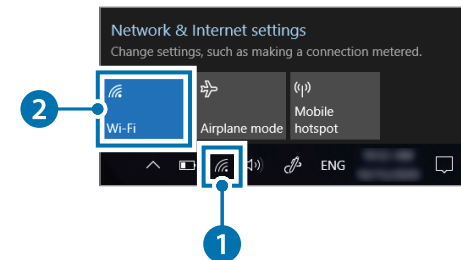 Network & Internet settings
Change settings, such as making a connection metered.
2
Wi-Fi
Airplane mode
Mobile
hotspot
ENG
1